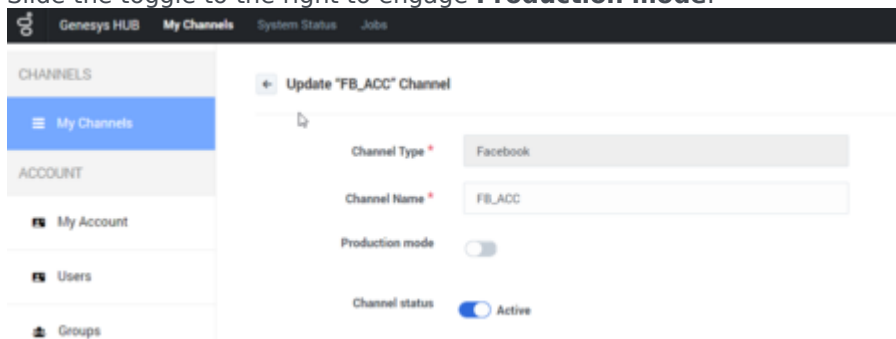 Slide the toggle to the right to engage Production mode.
Genesys HUB My Channels System Status Jobs
CHANNELS
Update "FB_ACC" Channel
My Channels
Channel Type * Facebook
ACCOUNT
Channel Name * FB_ACC
My Account
Production mode
Users
Channel status Active
Groups